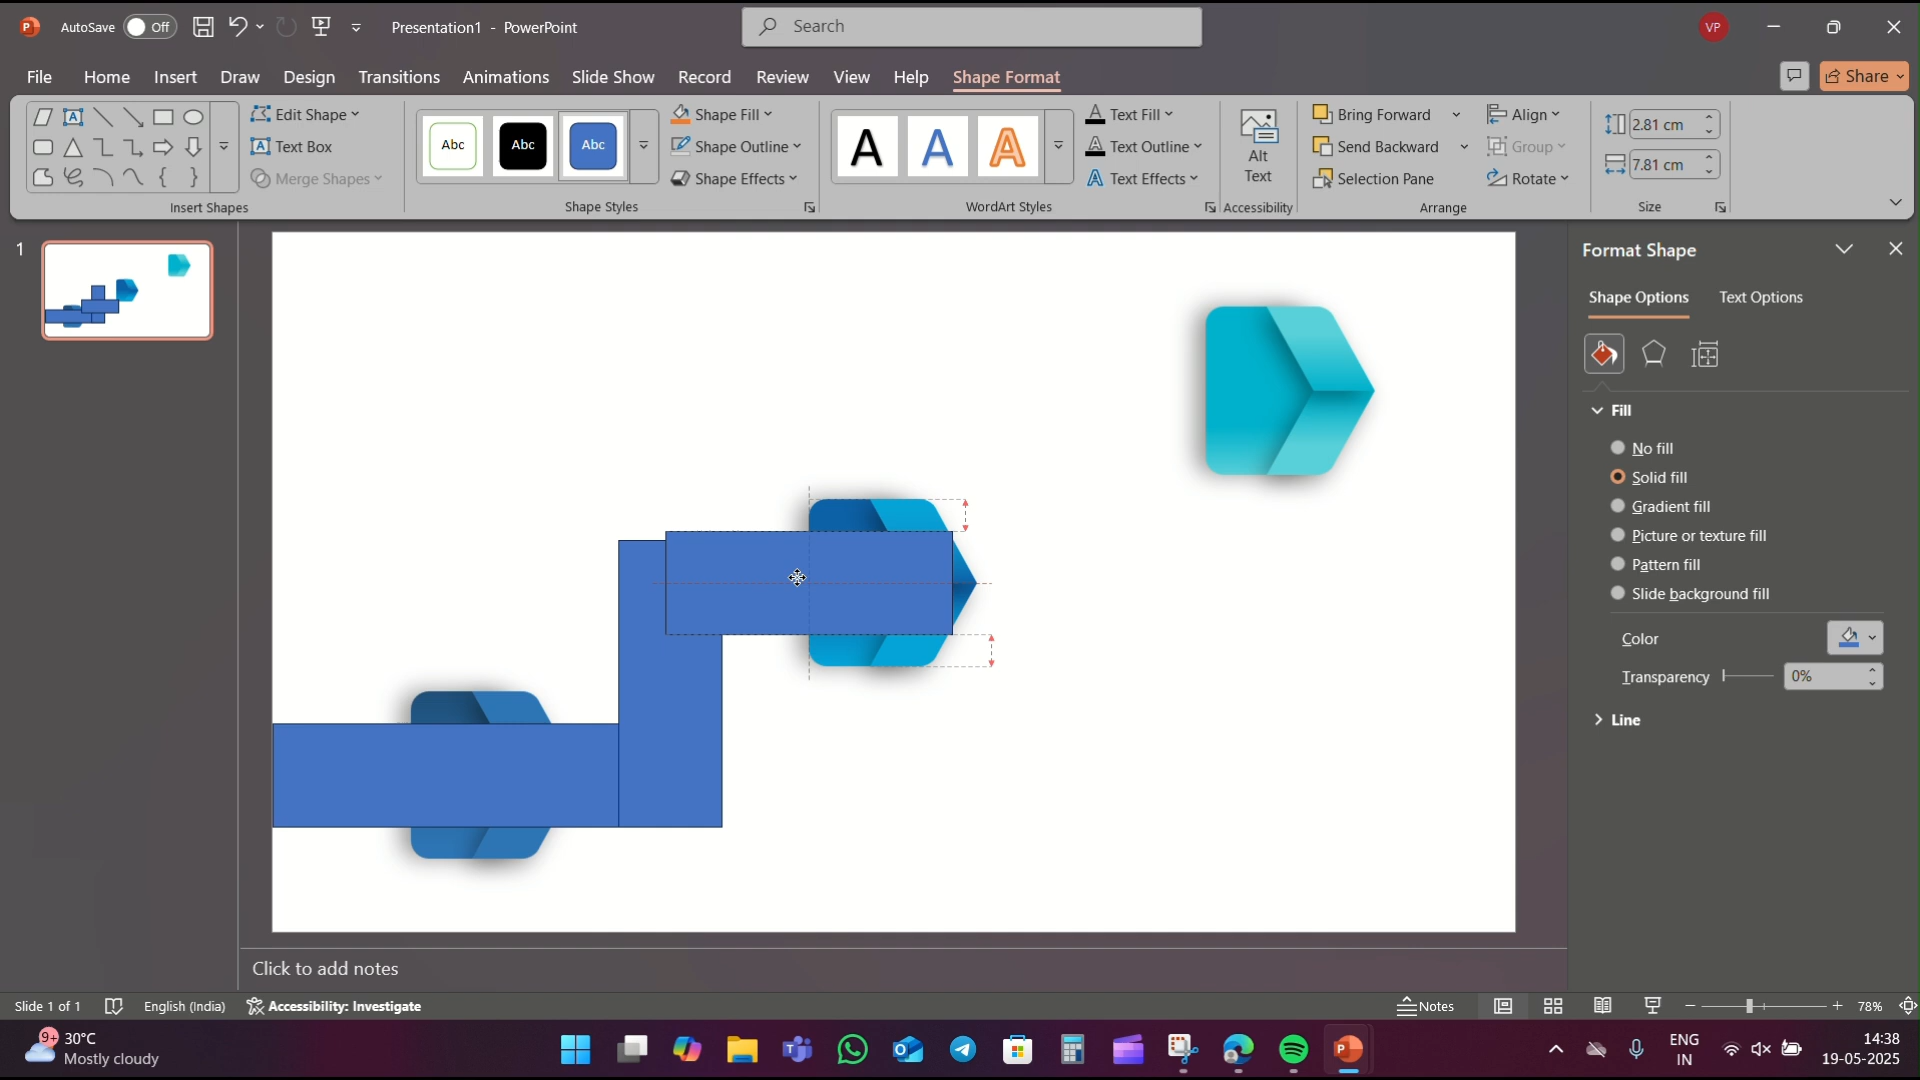 AutoSave Off Presentation1 - PowerPoint Search VP
File Home Insert Draw Design Transitions Animations Slide Show Record Review View Help Shape Format Share
Edit Shape
Text Box
Merge Shapes
Insert Shapes
Abc Abc Abc
Shape Fill
Shape Outline
Shape Effects
Shape Styles
A A A
Text Fill
Text Outline
Text Effects
WordArt Styles
Alt
Text
Accessibility
Bring Forward
Send Backward
Selection Pane
Align
Group
Rotate
Arrange
2.81 cm
7.81 cm
Size
1
Format Shape
Shape Options Text Options
Fill
No fill
Solid fill
Gradient fill
Picture or texture fill
Pattern fill
Slide background fill
Color
Transparency 0%
Line
Click to add notes
Slide 1 of 1 English (India) Accessibility: Investigate Notes 78%
9+ 30°C
Mostly cloudy
ENG
IN
14:38
19-05-2025